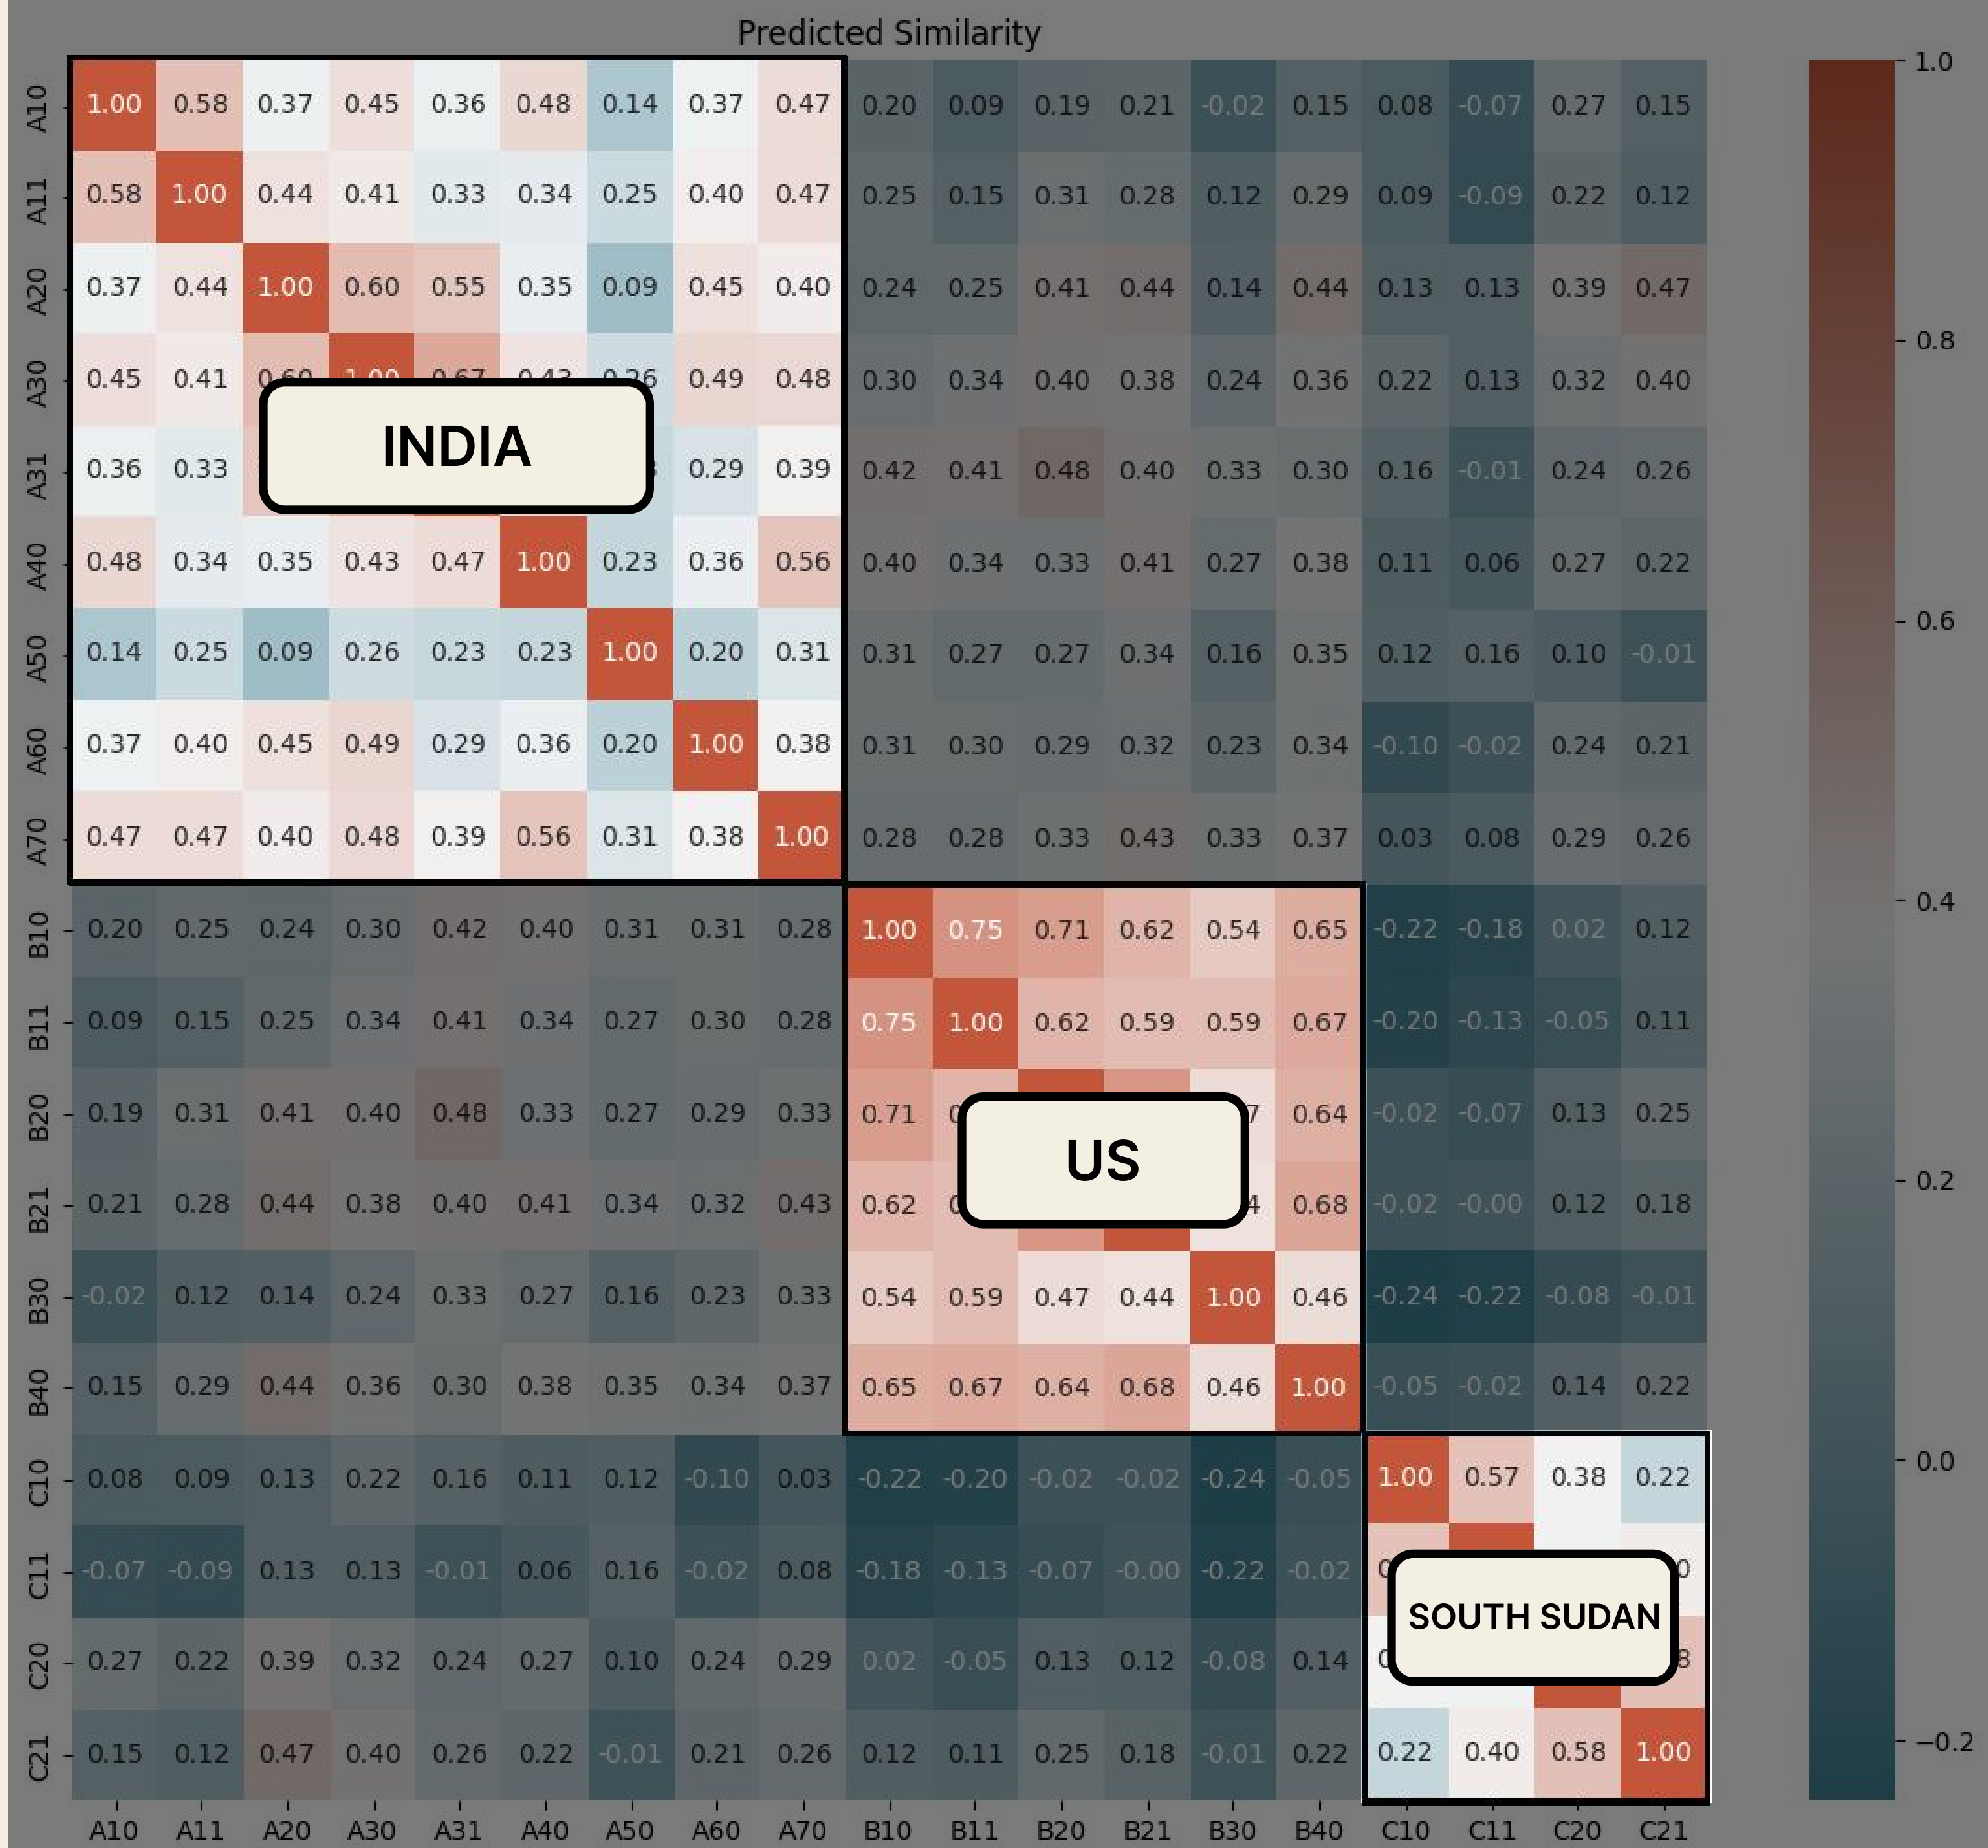 Predicted Similarity
A10 1.00 0.58 0.37 0.45 0.36 0.48 0.14 0.37 0.47 0.20 0.09 0.19 0.21 -0.02 0.15 0.08 -0.07 0.27 0.15 1.0
A11 0.58 1.00 0.44 0.41 0.33 0.34 0.25 0.40 0.47 0.25 0.15 0.31 0.28 0.12 0.29 0.09 -0.09 0.22 0.12
A20 0.37 0.44 1.00 0.60 0.55 0.35 0.09 0.45 0.40 0.24 0.25 0.41 0.44 0.14 0.44 0.13 0.13 0.39 0.47
0.8
A30 0.45 0.41 0.60 1.00 0.67 0.43 0.26 0.49 0.48 0.30 0.34 0.40 0.38 0.24 0.36 0.22 0.13 0.32 0.40
INDIA
A31 0.36 0.33 0.29 0.39 0.42 0.41 0.48 0.40 0.33 0.30 0.16 -0.01 0.24 0.26
A40 0.48 0.34 0.35 0.43 0.47 1.00 0.23 0.36 0.56 0.40 0.34 0.33 0.41 0.27 0.38 0.11 0.06 0.27 0.22
0.6
A50 0.14 0.25 0.09 0.26 0.23 0.23 1.00 0.20 0.31 0.31 0.27 0.27 0.34 0.16 0.35 0.12 0.16 0.10 -0.01
A60 0.37 0.40 0.45 0.49 0.29 0.36 0.20 1.00 0.38 0.31 0.30 0.29 0.32 0.23 0.34 -0.10 -0.02 0.24 0.21
A70 0.47 0.47 0.40 0.48 0.39 0.56 0.31 0.38 1.00 0.28 0.28 0.33 0.43 0.33 0.37 0.03 0.08 0.29 0.26
0.4
B10 0.20 0.25 0.24 0.30 0.42 0.40 0.31 0.31 0.28 1.00 0.75 0.71 0.62 0.54 0.65 -0.22 -0.18 0.02 0.12
B11 0.09 0.15 0.25 0.34 0.41 0.34 0.27 0.30 0.28 0.75 1.00 0.62 0.59 0.59 0.67 -0.20 -0.13 -0.05 0.11
B20 0.19 0.31 0.41 0.40 0.48 0.33 0.27 0.29 0.33 0.71 0.64 -0.02 -0.07 0.13 0.25
US
0.2
B21 0.21 0.28 0.44 0.38 0.40 0.41 0.34 0.32 0.43 0.62 0.68 -0.02 -0.00 0.12 0.18
B30 -0.02 0.12 0.14 0.24 0.33 0.27 0.16 0.23 0.33 0.54 0.59 0.47 0.44 1.00 0.46 -0.24 -0.22 -0.08 -0.01
B40 0.15 0.29 0.44 0.36 0.30 0.38 0.35 0.34 0.37 0.65 0.67 0.64 0.68 0.46 1.00 -0.05 -0.02 0.14 0.22
0.0
C10 0.08 0.09 0.13 0.22 0.16 0.11 0.12 -0.10 0.03 -0.22 -0.20 -0.02 -0.02 -0.24 -0.05 1.00 0.57 0.38 0.22
C11 -0.07 -0.09 0.13 0.13 -0.01 0.06 0.16 -0.02 0.08 -0.18 -0.13 -0.07 -0.00 -0.22 -0.02
SOUTH SUDAN
C20 0.27 0.22 0.39 0.32 0.24 0.27 0.10 0.24 0.29 0.02 -0.05 0.13 0.12 -0.08 0.14
−0.2
C21 0.15 0.12 0.47 0.40 0.26 0.22 -0.01 0.21 0.26 0.12 0.11 0.25 0.18 -0.01 0.22 0.22 0.40 0.58 1.00
A10 A11 A20 A30 A31 A40 A50 A60 A70 B10 B11 B20 B21 B30 B40 C10 C11 C20 C21